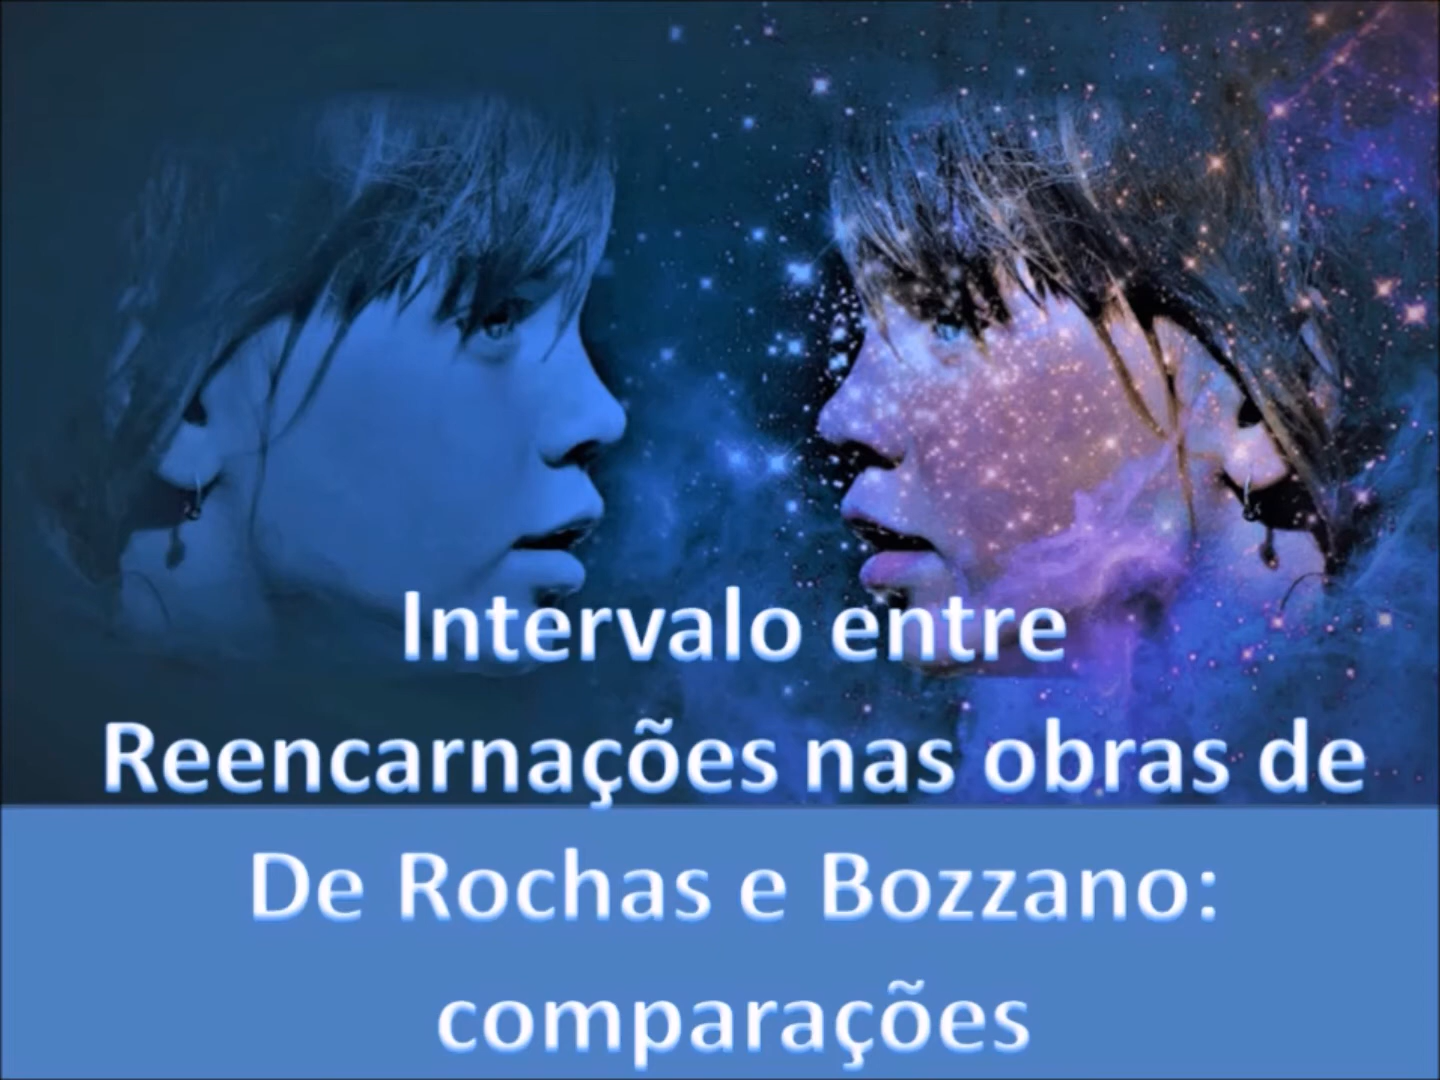 Intervalo entre
Reencarnações nas obras de
De Rochas e Bozzano:
comparações